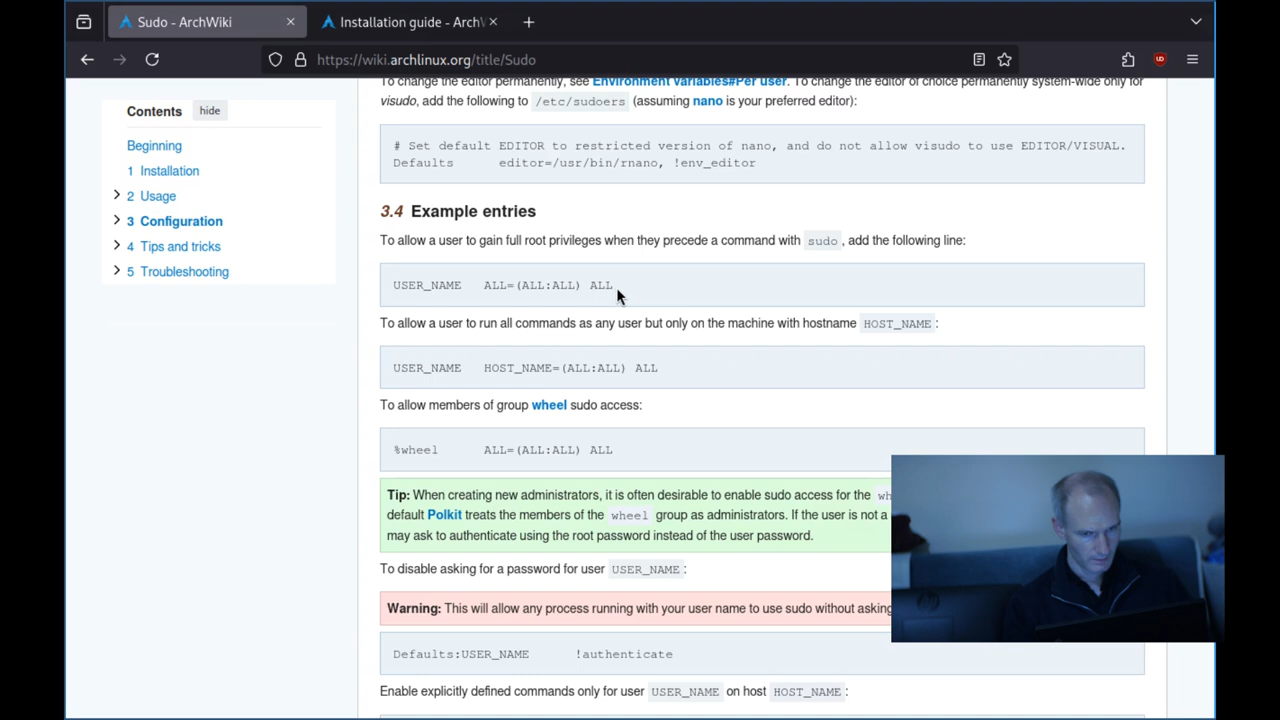 Sudo - ArchWiki
Installation guide - ArchW
https://wiki.archlinux.org/title/Sudo
Contents hide
Beginning
1 Installation
2 Usage
3 Configuration
4 Tips and tricks
5 Troubleshooting
To change the editor permanently, see Environment variables#Per user. To change the editor of choice permanently system-wide only for
visudo, add the following to /etc/sudoers (assuming nano is your preferred editor):
# Set default EDITOR to restricted version of nano, and do not allow visudo to use EDITOR/VISUAL.
Defaults editor=/usr/bin/rnano, !env_editor
3.4 Example entries
To allow a user to gain full root privileges when they precede a command with sudo, add the following line:
USER_NAME ALL=(ALL:ALL) ALL
To allow a user to run all commands as any user but only on the machine with hostname HOST_NAME:
USER_NAME HOST_NAME=(ALL:ALL) ALL
To allow members of group wheel sudo access:
%wheel ALL=(ALL:ALL) ALL
Tip: When creating new administrators, it is often desirable to enable sudo access for the wh
default Polkit treats the members of the wheel group as administrators. If the user is not a
may ask to authenticate using the root password instead of the user password.
To disable asking for a password for user USER_NAME:
Warning: This will allow any process running with your user name to use sudo without asking
Defaults:USER_NAME !authenticate
Enable explicitly defined commands only for user USER_NAME on host HOST_NAME: